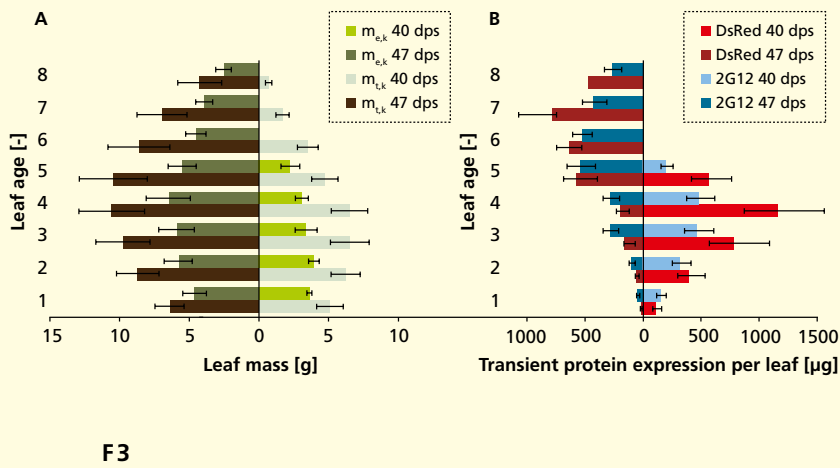 A
m e,k 40 dps
m e,k 47 dps
m t,k 40 dps
m t,k 47 dps
Leaf age [-]
8
7
6
5
4
3
2
1
15 10 5 0 5 10
Leaf mass [g]
B
DsRed 40 dps
DsRed 47 dps
2G12 40 dps
2G12 47 dps
Leaf age [-]
8
7
6
5
4
3
2
1
1000 500 0 500 1000 1500
Transient protein expression per leaf [µg]
F3